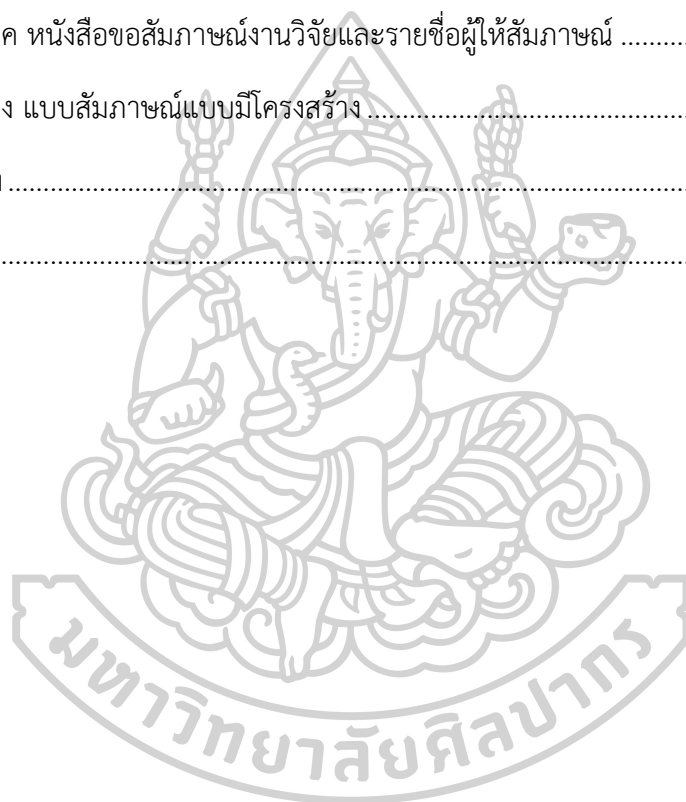 ค หนังสือขอสัมภาษณ์งานวิจัยและรายชื่อผู้ให้สัมภาษณ์ ..........
ง แบบสัมภาษณ์แบบมีโครงสร้าง ..........................................................
..............................................................................................................
..............................................................................................................
มหาวิทยาลัยศิลปากร